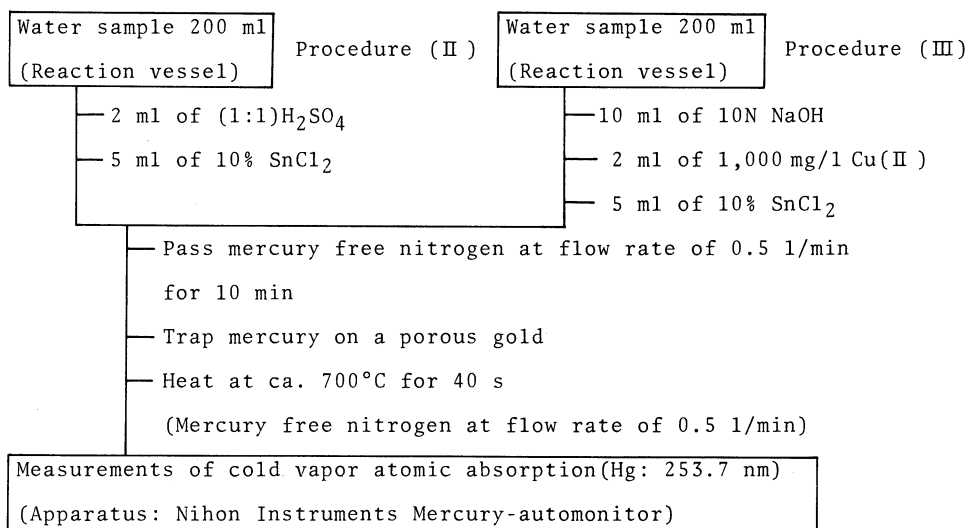 Water sample 200 ml
(Reaction vessel)
Procedure (Ⅱ)
2 ml of (1:1)H₂SO₄
5 ml of 10% SnCl₂
Water sample 200 ml
(Reaction vessel)
Procedure (Ⅲ)
10 ml of 10N NaOH
2 ml of 1,000 mg/l Cu(Ⅱ)
5 ml of 10% SnCl₂
Pass mercury free nitrogen at flow rate of 0.5 l/min
for 10 min
Trap mercury on a porous gold
Heat at ca. 700°C for 40 s
(Mercury free nitrogen at flow rate of 0.5 l/min)
Measurements of cold vapor atomic absorption(Hg: 253.7 nm)
(Apparatus: Nihon Instruments Mercury-automonitor)